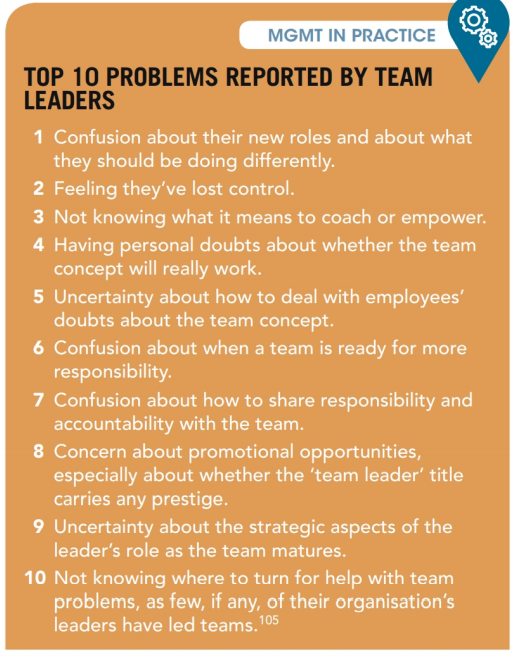 MGMT IN PRACTICE
TOP 10 PROBLEMS REPORTED BY TEAM
LEADERS
1 Confusion about their new roles and about what
they should be doing differently.
2 Feeling they’ve lost control.
3 Not knowing what it means to coach or empower.
4 Having personal doubts about whether the team
concept will really work.
5 Uncertainty about how to deal with employees’
doubts about the team concept.
6 Confusion about when a team is ready for more
responsibility.
7 Confusion about how to share responsibility and
accountability with the team.
8 Concern about promotional opportunities,
especially about whether the ‘team leader’ title
carries any prestige.
9 Uncertainty about the strategic aspects of the
leader’s role as the team matures.
10 Not knowing where to turn for help with team
problems, as few, if any, of their organisation’s
leaders have led teams.105